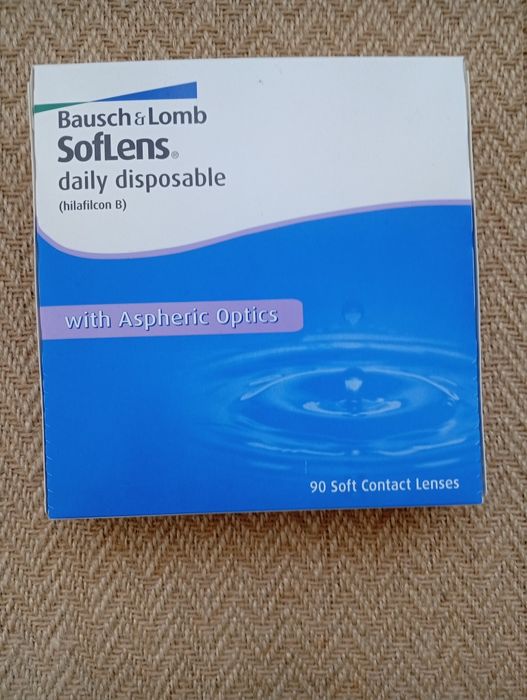 Bausch & Lomb
SofLens®
daily disposable
(hilafilcon B)
with Aspheric Optics
90 Soft Contact Lenses